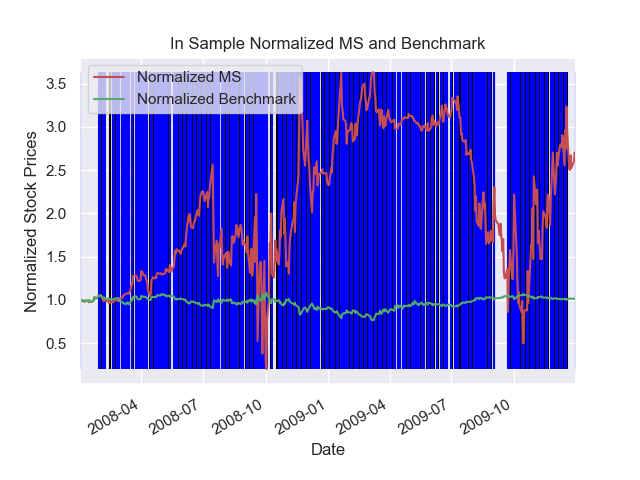 In Sample Normalized MS and Benchmark
Normalized MS
Normalized Benchmark
Normalized Stock Prices
3.5
3.0
2.5
2.0
1.5
1.0
0.5
2008-04
2008-07
2008-10
2009-01
2009-04
2009-07
2009-10
Date